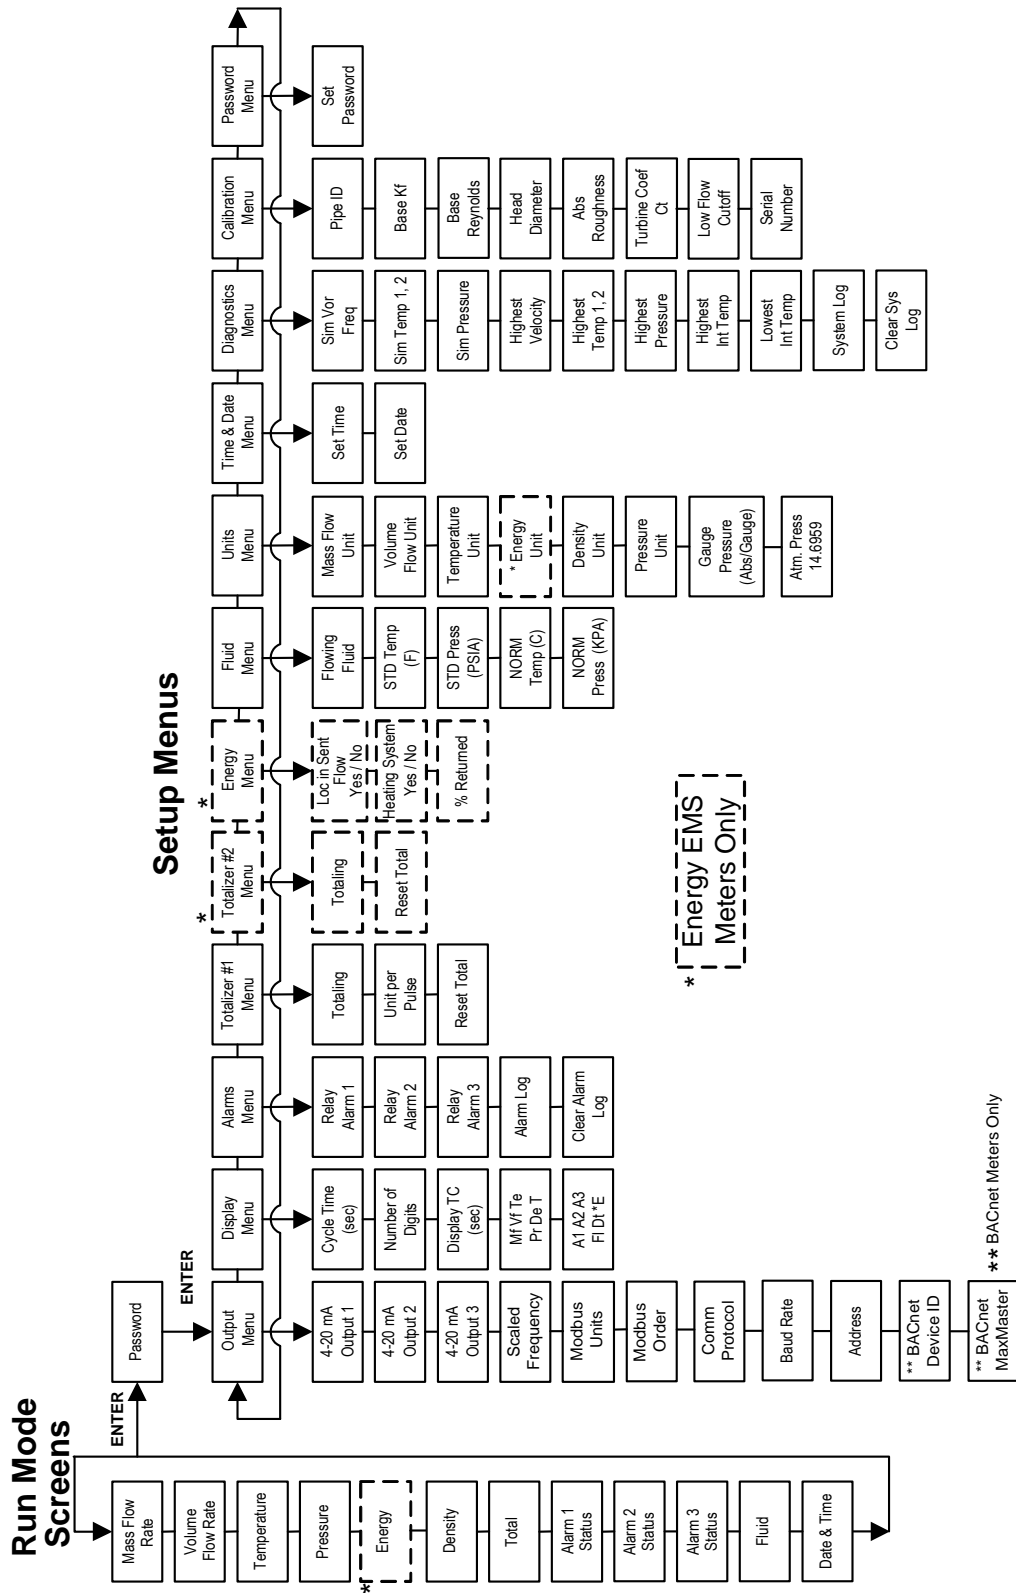 Run Mode
Screens
Mass Flow
Rate
Volume
Flow Rate
Temperature
Pressure
*
Energy
Density
Total
Alarm 1
Status
Alarm 2
Status
Alarm 3
Status
Fluid
Date & Time
ENTER
Password
ENTER
Setup Menus
Output
Menu
4-20 mA
Output 1
4-20 mA
Output 2
4-20 mA
Output 3
Scaled
Frequency
Modbus
Units
Modbus
Order
Comm
Protocol
Baud Rate
Address
** BACnet
Device ID
** BACnet
MaxMaster
Display
Menu
Cycle Time
(sec)
Number of
Digits
Display TC
(sec)
Mf Vf Te
Pr De T
A1 A2 A3
Fl Dt *E
Alarms
Menu
Relay
Alarm 1
Relay
Alarm 2
Relay
Alarm 3
Alarm Log
Clear Alarm
Log
Totalizer #1
Menu
Totaling
Unit per
Pulse
Reset Total
*
Totalizer #2
Menu
Totaling
Reset Total
*
Energy
Menu
Loc in Sent
Flow
Yes / No
Heating System
Yes / No
% Returned
Fluid
Menu
Flowing
Fluid
STD Temp
(F)
STD Press
(PSIA)
NORM
Temp (C)
NORM
Press (KPA)
Units
Menu
Mass Flow
Unit
Volume
Flow Unit
Temperature
Unit
* Energy
Unit
Density
Unit
Pressure
Unit
Gauge
Pressure
(Abs/Gauge)
Atm. Press
14.6959
Time & Date
Menu
Set Time
Set Date
Diagnostics
Menu
Sim Vor
Freq
Sim Temp 1, 2
Sim Pressure
Highest
Velocity
Highest
Temp 1, 2
Highest
Pressure
Highest
Int Temp
Lowest
Int Temp
System Log
Clear Sys
Log
Calibration
Menu
Pipe ID
Base Kf
Base
Reynolds
Head
Diameter
Abs
Roughness
Turbine Coef
Ct
Low Flow
Cutoff
Serial
Number
Password
Menu
Set
Password
* Energy EMS
Meters Only
** BACnet Meters Only